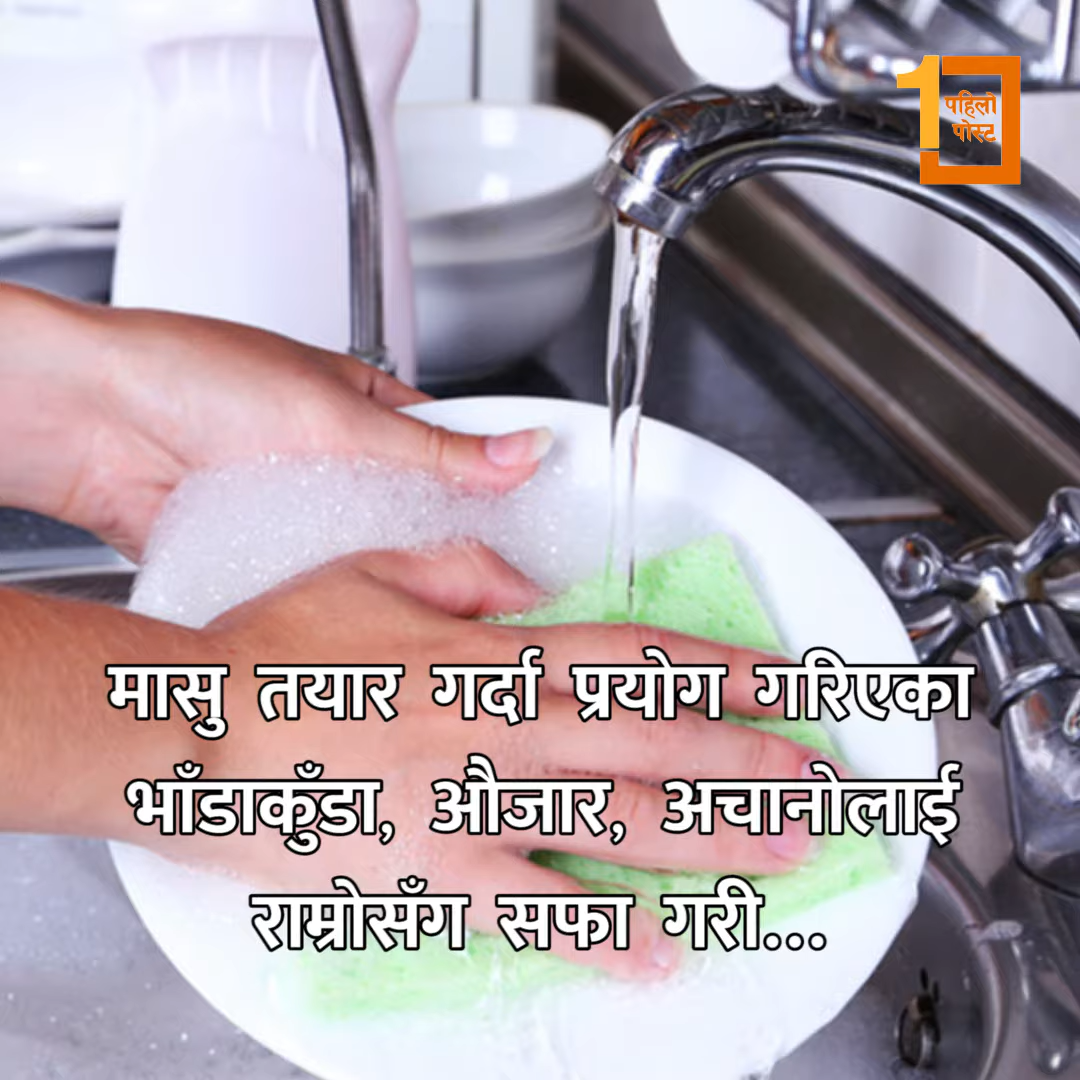 पहिलो
पोस्ट
मासु तयार गर्दा प्रयोग गरिएका
भाँडाकुँडा, औजार, अचानोलाई
राम्रोसँग सफा गरी...